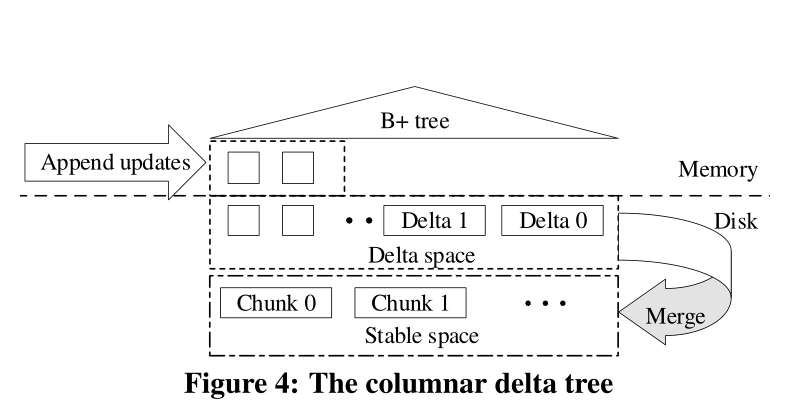 B+ tree
Append updates
Memory
Disk
Delta 1
Delta 0
Delta space
Chunk 0
Chunk 1
Merge
Stable space
Figure 4: The columnar delta tree